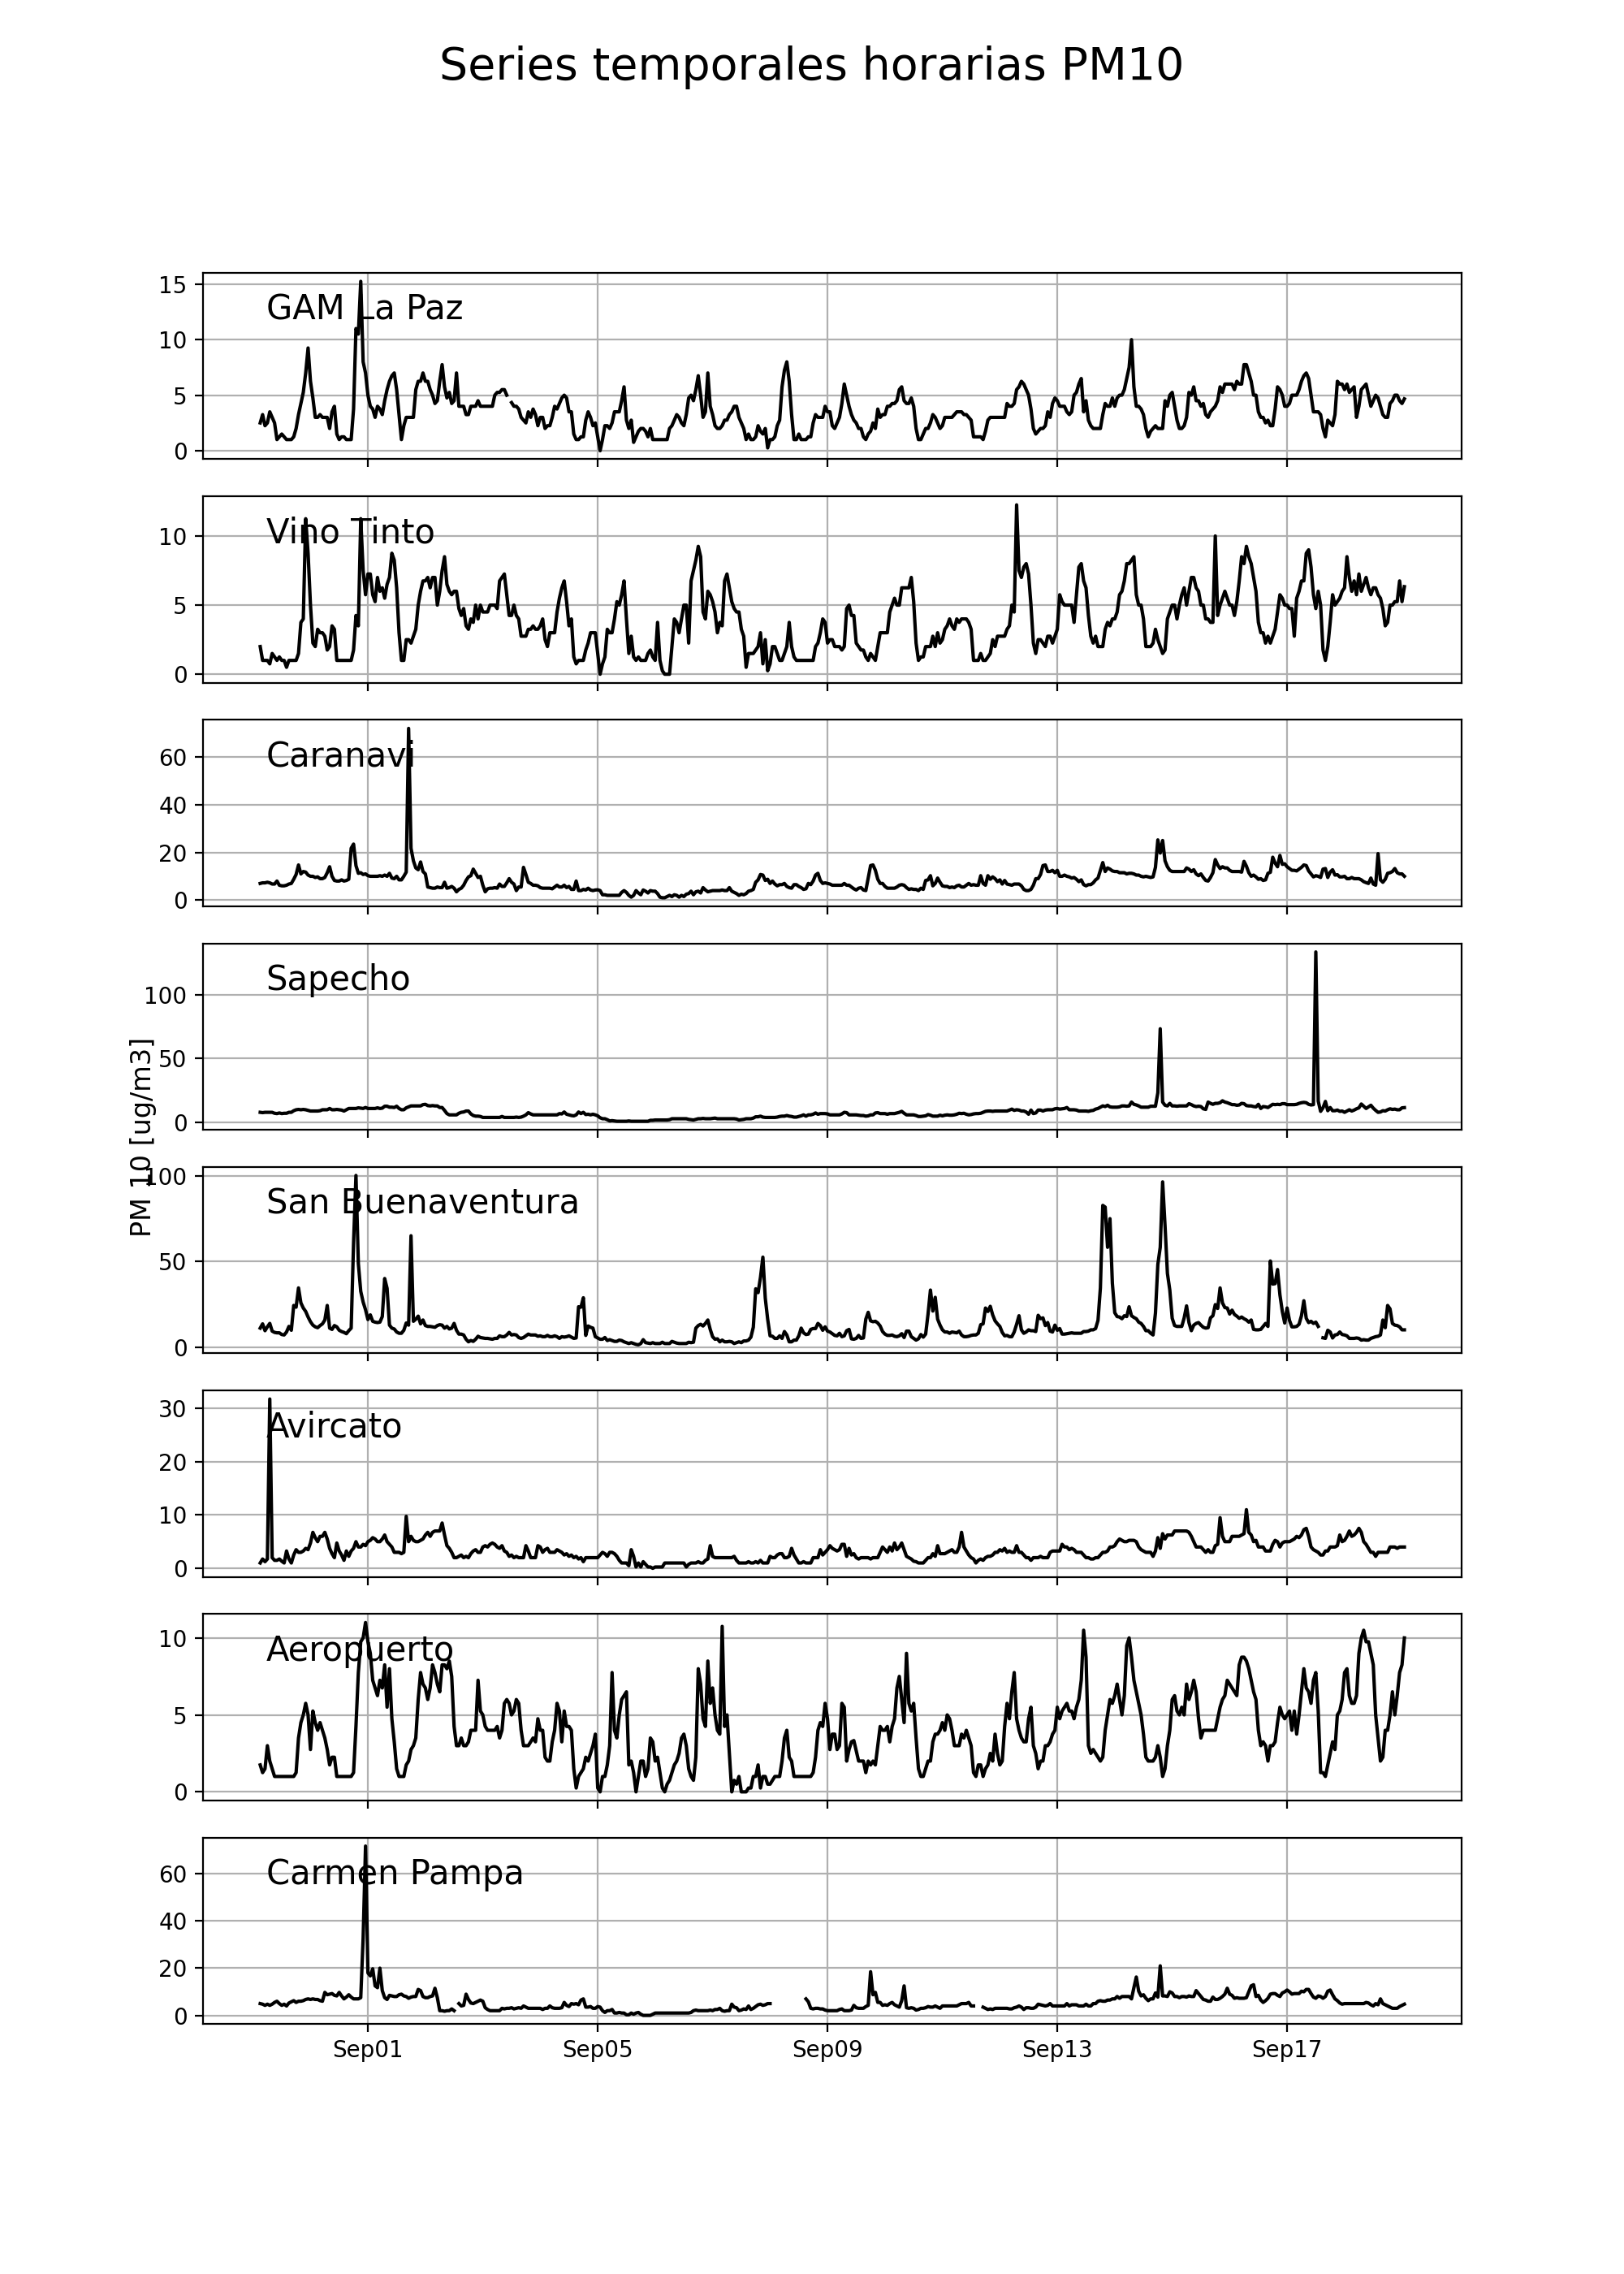 Series temporales horarias PM10
GAM La Paz
15
10
5
0
Vino Tinto
10
5
0
Caranavi
60
40
20
0
Sapecho
100
50
0
PM 10 [ug/m3]
San Buenaventura
100
50
0
Avircato
30
20
10
0
Aeropuerto
10
5
0
Carmen Pampa
60
40
20
0
Sep01 Sep05 Sep09 Sep13 Sep17